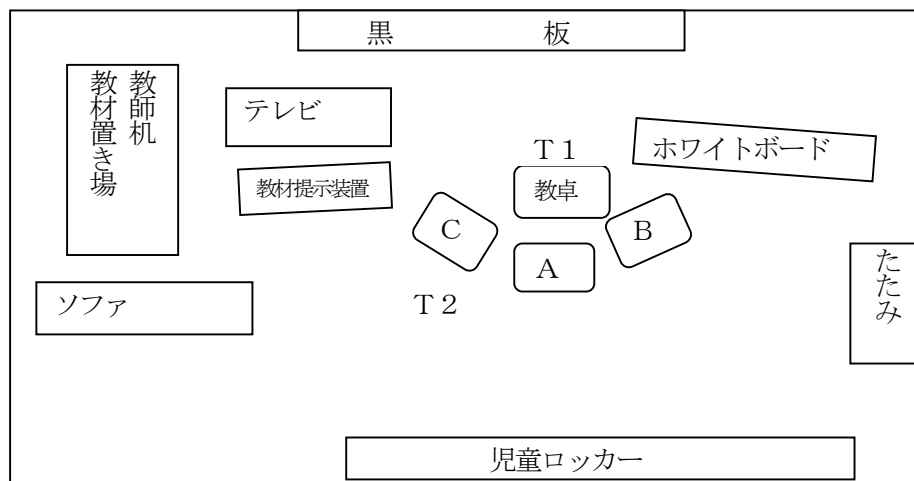 黒　　　　板
教師机
教材置き場
テレビ
Ｔ１
ホワイトボード
教材提示装置
教卓
Ｃ
Ｂ
Ａ
たたみ
ソファ
Ｔ２
児童ロッカー